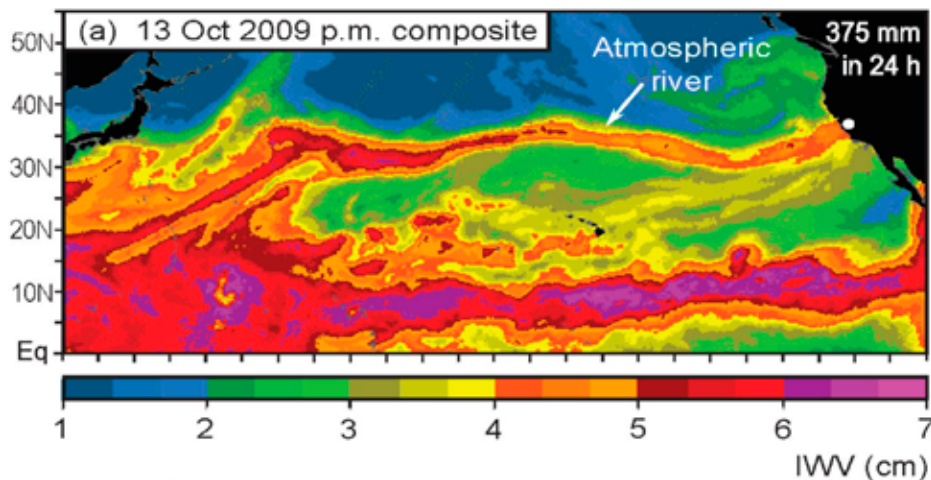 (a) 13 Oct 2009 p.m. composite
375 mm
in 24 h
Atmospheric
river
50N
40N
30N
20N
10N
Eq
1 2 3 4 5 6 7
IWV (cm)